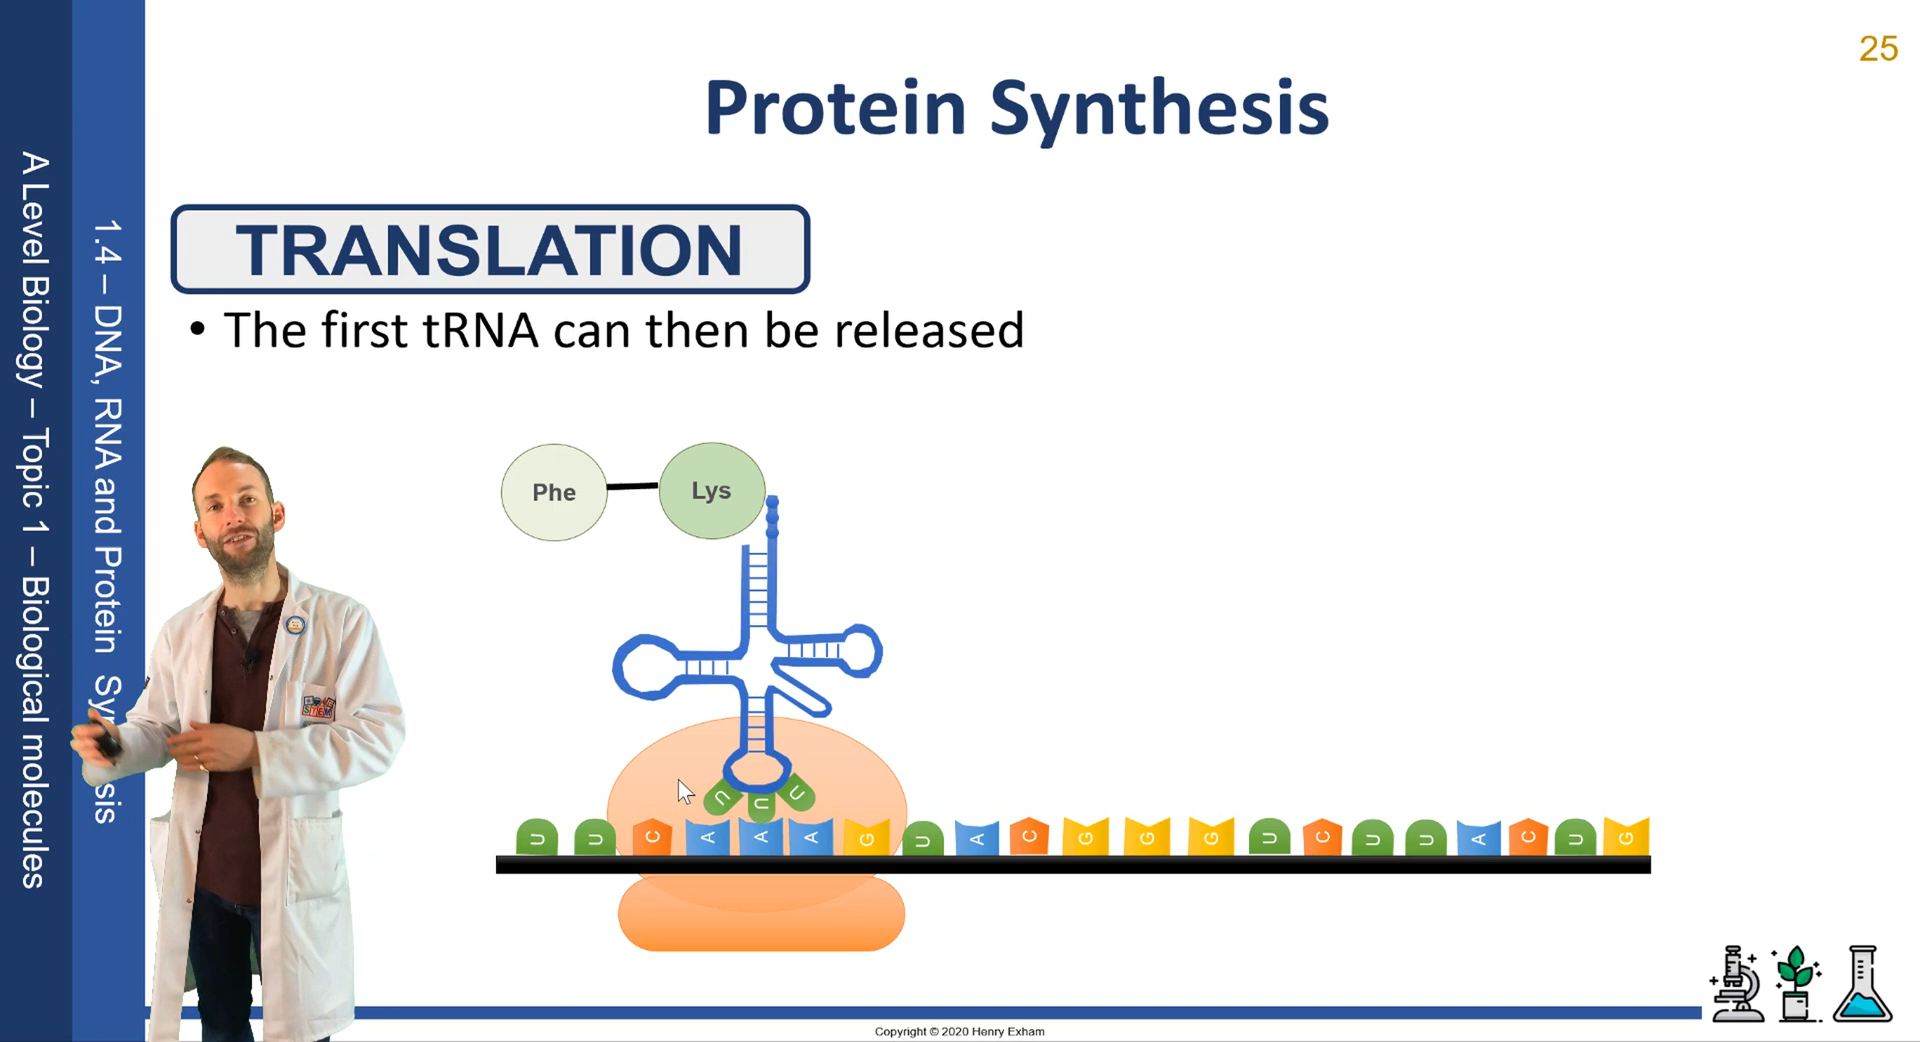 25
Protein Synthesis
A Level Biology – Topic 1 – Biological molecules
1.4 – DNA, RNA and Protein
TRANSLATION
• The first tRNA can then be released
Phe
Lys
STEM
U U U
U U C A A A G U A C G G G U C U U A C U G
Copyright © 2020 Henry Exham